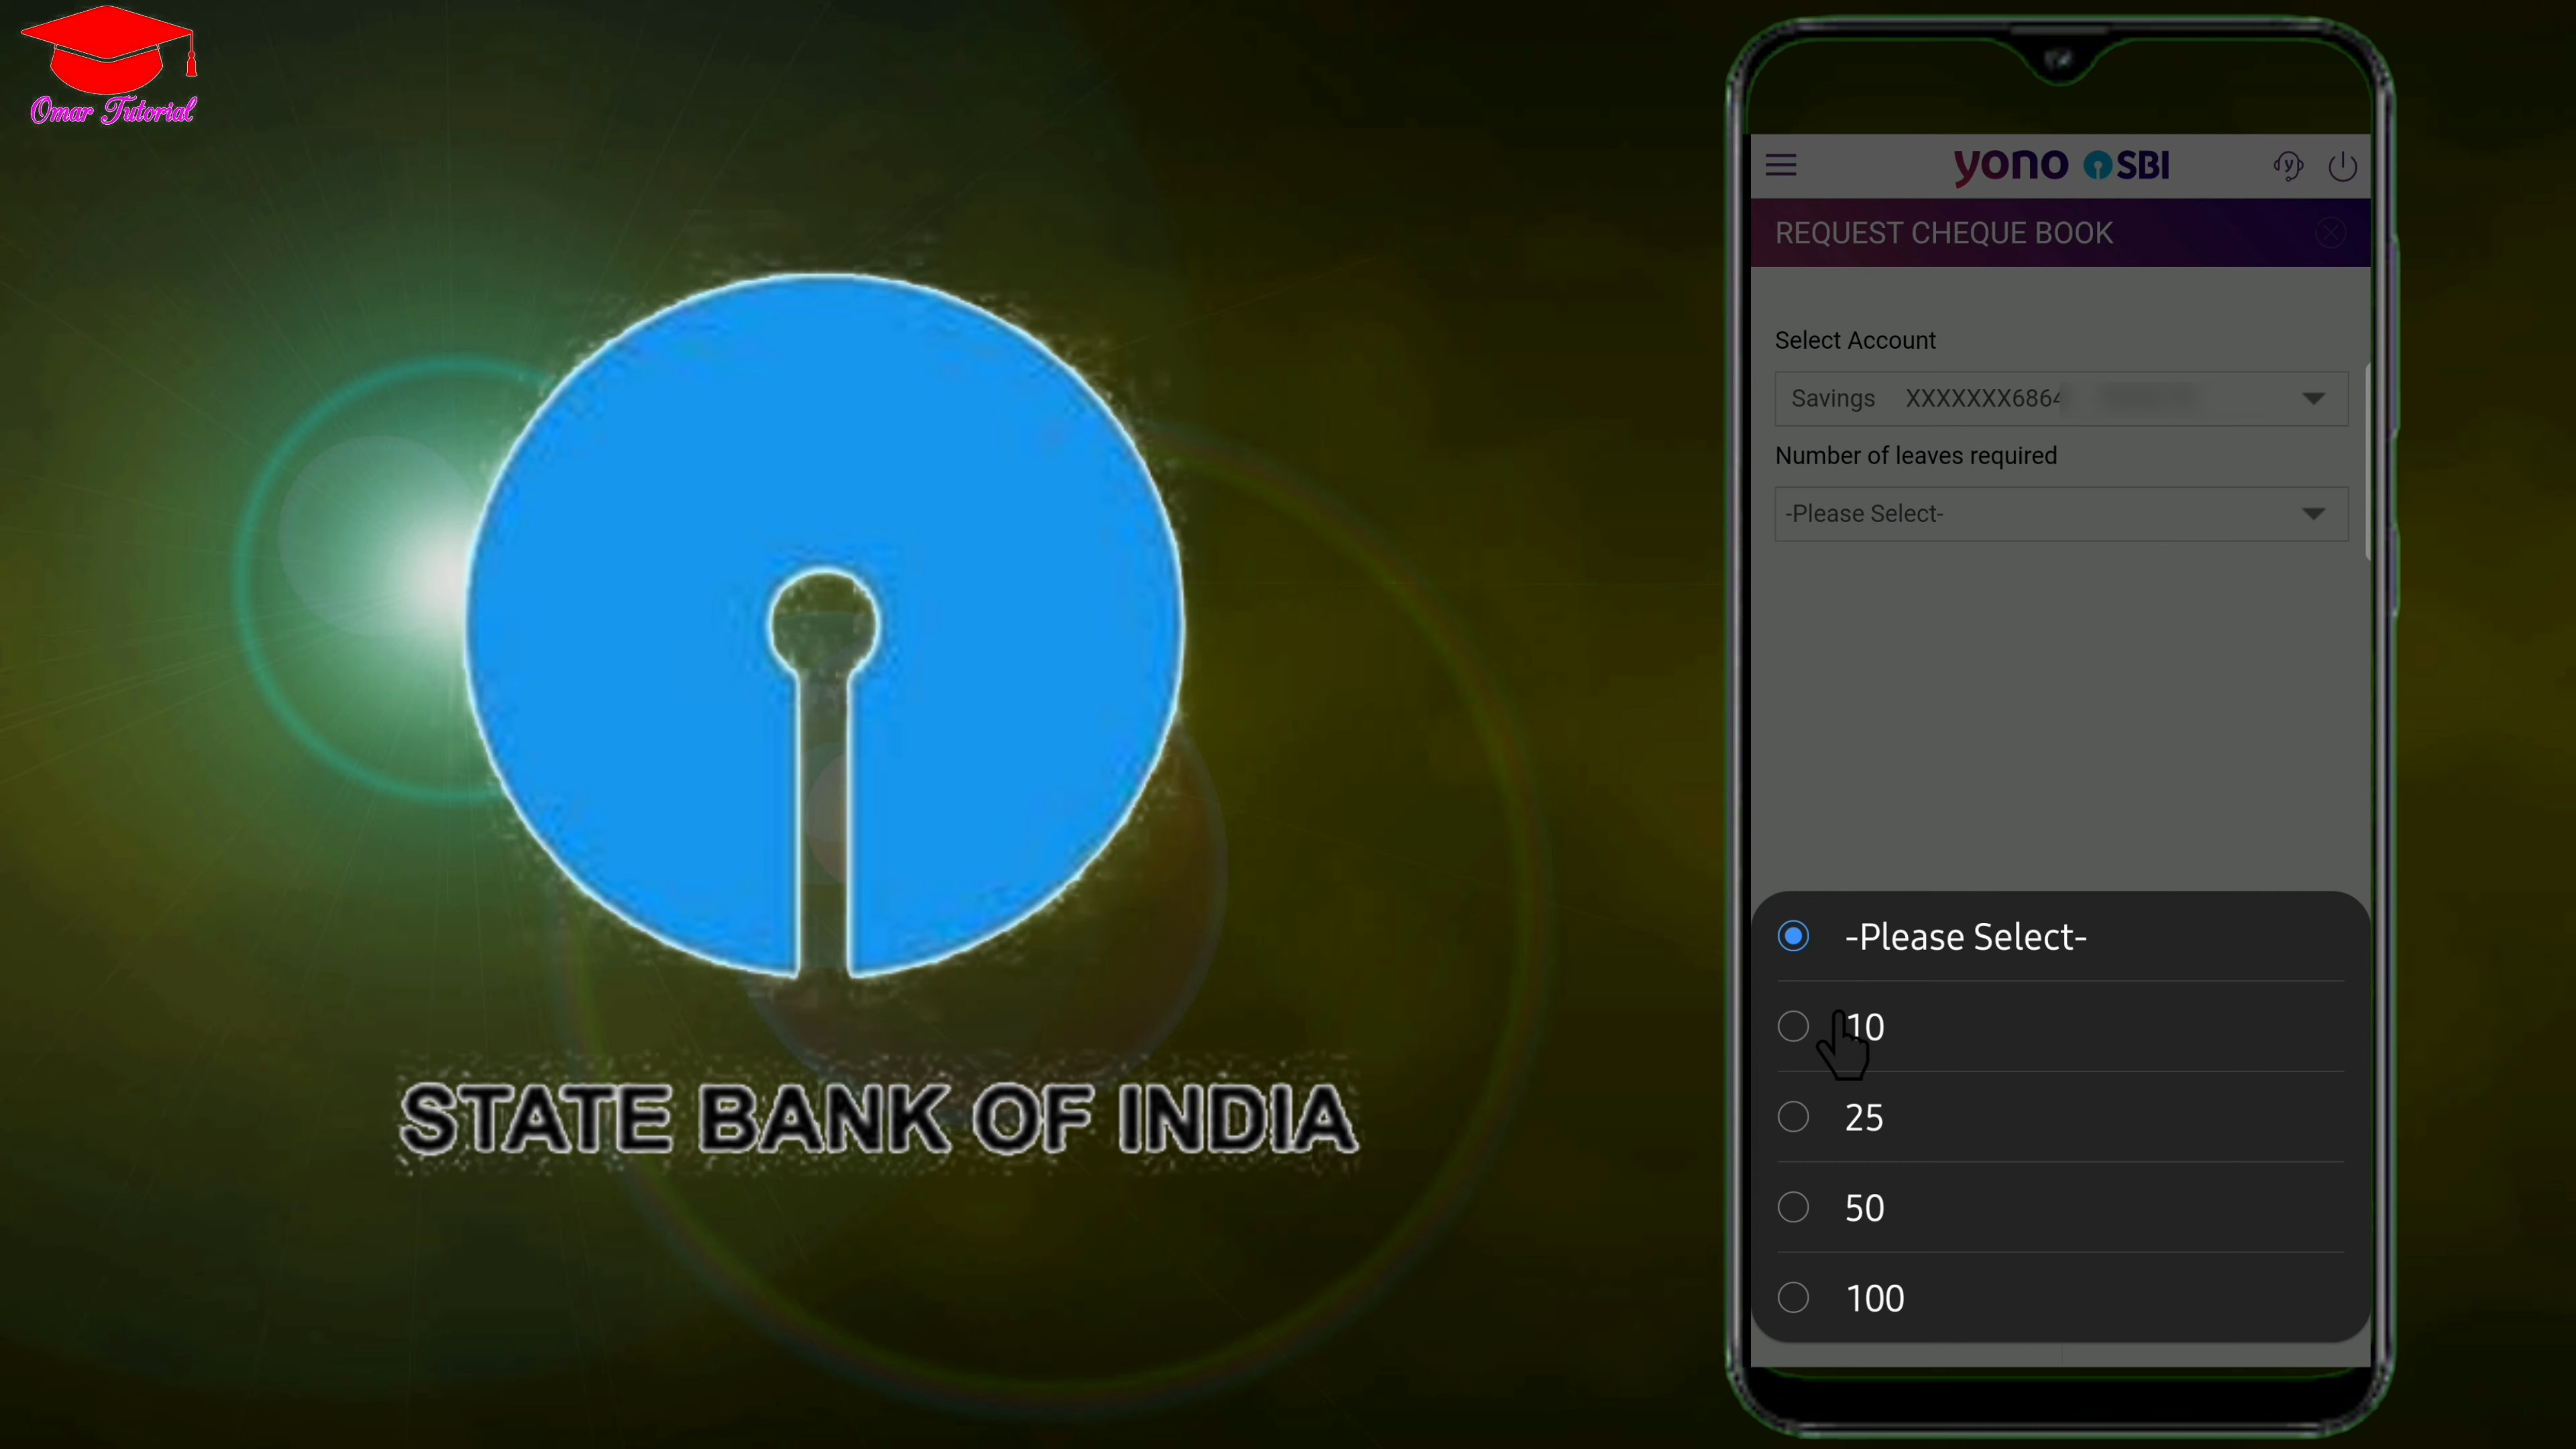 Omar Tutorial
STATE BANK OF INDIA
yono SBI
REQUEST CHEQUE BOOK
Select Account
Savings XXXXXXX6864
Number of leaves required
-Please Select-
-Please Select-
10
25
50
100